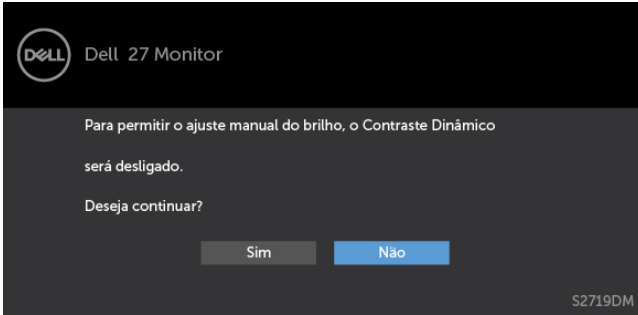 DELL
Dell 27 Monitor
Para permitir o ajuste manual do brilho, o Contraste Dinâmico
será desligado.
Deseja continuar?
Sim Não
S2719DM